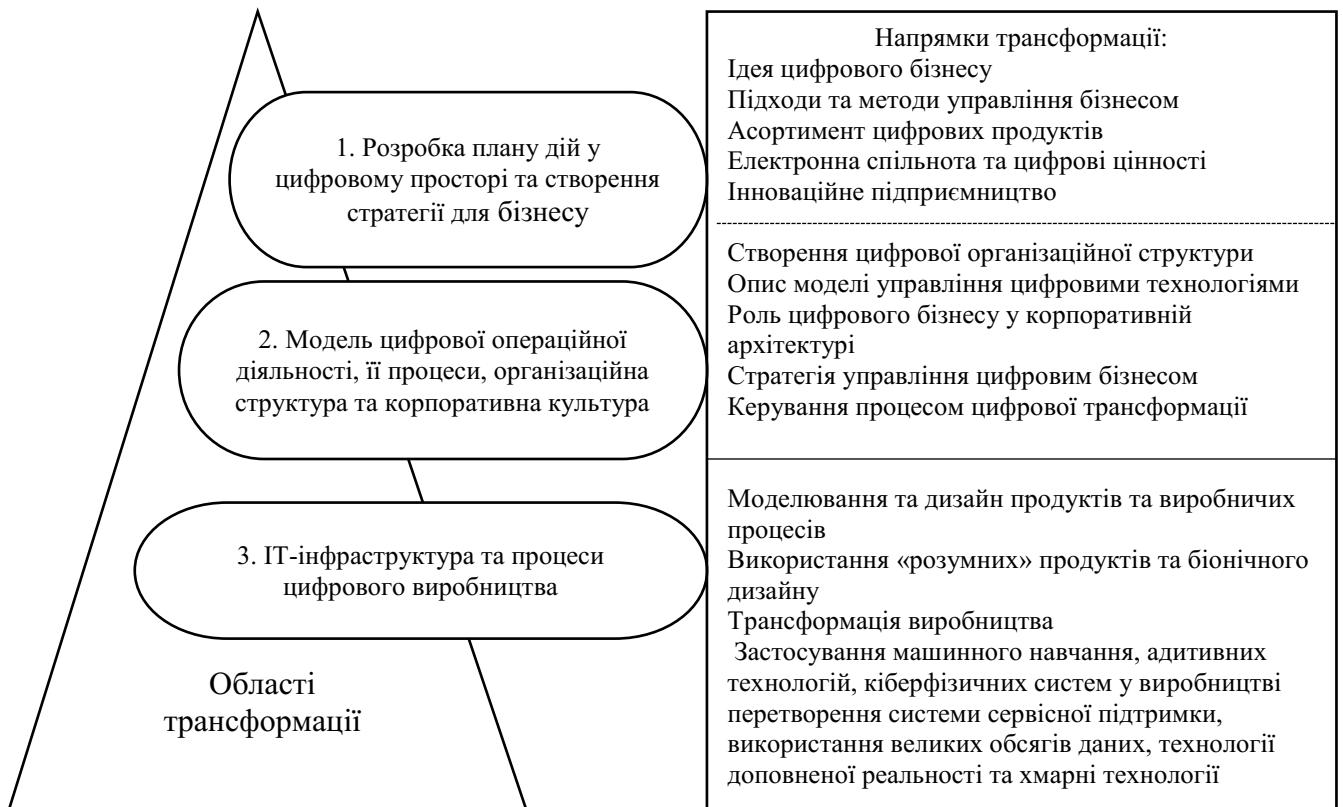 1. Розробка плану дій у
цифровому просторі та створення
стратегії для бізнесу
2. Модель цифрової операційної
діяльності, її процеси, організаційна
структура та корпоративна культура
3. ІТ-інфраструктура та процеси
цифрового виробництва
Області
трансформації
Напрямки трансформації:
Ідея цифрового бізнесу
Підходи та методи управління бізнесом
Асортимент цифрових продуктів
Електронна спільнота та цифрові цінності
Інноваційне підприємництво
Створення цифрової організаційної структури
Опис моделі управління цифровими технологіями
Роль цифрового бізнесу у корпоративній
архітектурі
Стратегія управління цифровим бізнесом
Керування процесом цифрової трансформації
Моделювання та дизайн продуктів та виробничих
процесів
Використання «розумних» продуктів та біонічного
дизайну
Трансформація виробництва
Застосування машинного навчання, адитивних
технологій, кіберфізичних систем у виробництві
перетворення системи сервісної підтримки,
використання великих обсягів даних, технології
доповненої реальності та хмарні технології